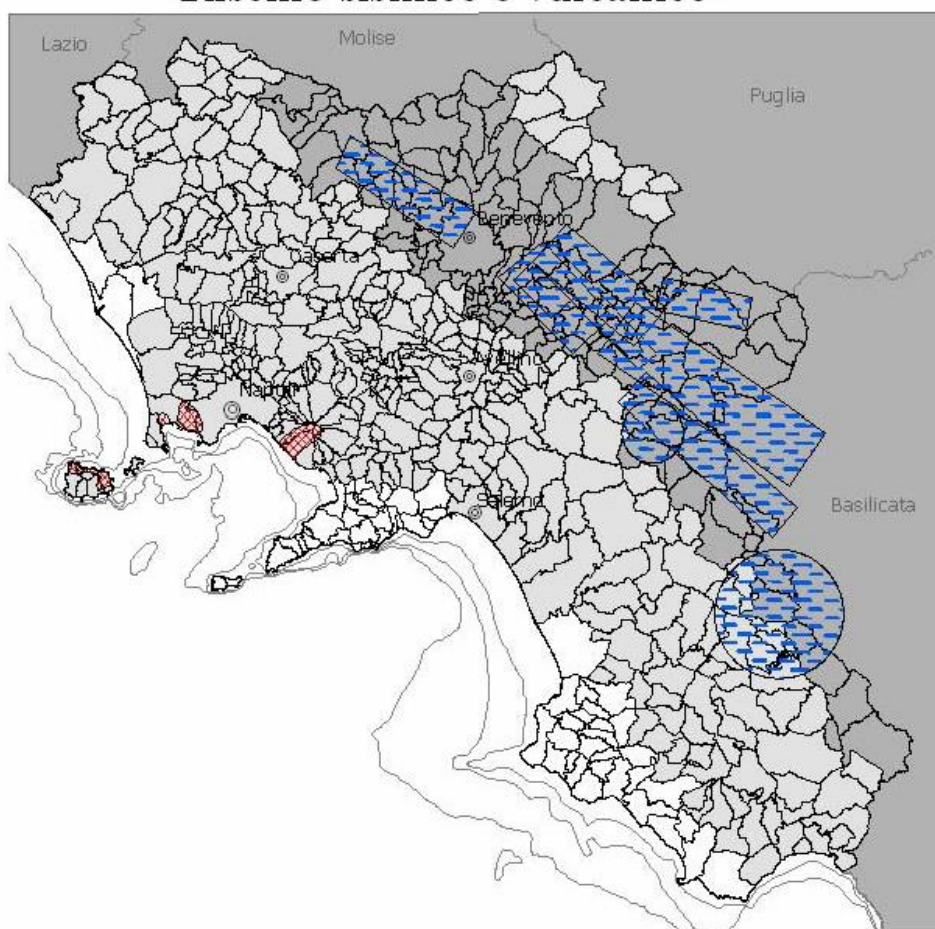 Lazio
Molise
Puglia
Benevento
Caserta
Avellino
Napoli
Salerno
Basilicata